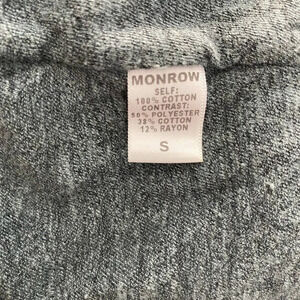 MONROW
SELF:
100% COTTON
CONTRAST:
50% POLYESTER
38% COTTON
12% RAYON
S